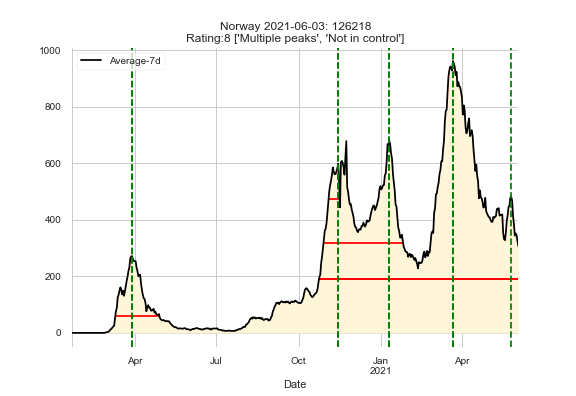 Norway 2021-06-03: 126218
Rating:8 ['Multiple peaks', 'Not in control']
1000
Average-7d
800
600
400
200
0
Apr
Jul
Oct
Jan
2021
Apr
Date